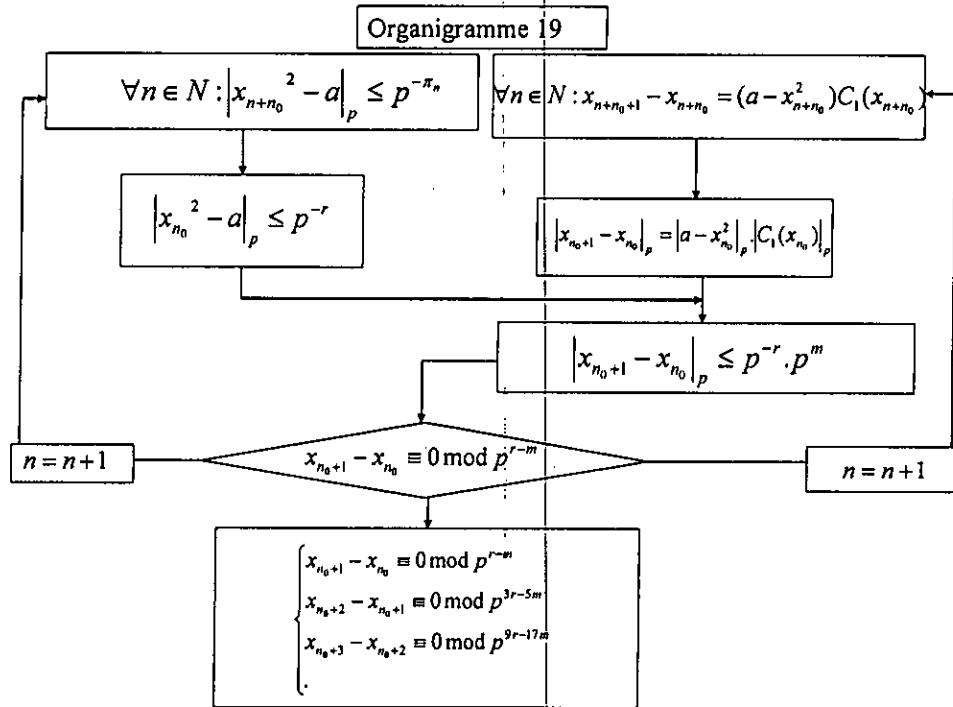 Organigramme 19
∀n ∈ N : |x_{n+n_0}^2 − a|_p ≤ p^{−π_n}
∀n ∈ N : x_{n+n_0+1} − x_{n+n_0} = (a − x_{n+n_0}^2)C_1(x_{n+n_0})
|x_{n_0}^2 − a|_p ≤ p^{−r}
|x_{n_0+1} − x_{n_0}|_p = |a − x_{n_0}^2|_p . |C_1(x_{n_0})|_p
|x_{n_0+1} − x_{n_0}|_p ≤ p^{−r} . p^m
n = n + 1
x_{n_0+1} − x_{n_0} ≡ 0 mod p^{r−m}
n = n + 1
x_{n_0+1} − x_{n_0} ≡ 0 mod p^{r−m}
x_{n_0+2} − x_{n_0+1} ≡ 0 mod p^{3r−5m}
x_{n_0+3} − x_{n_0+2} ≡ 0 mod p^{9r−17m}
.